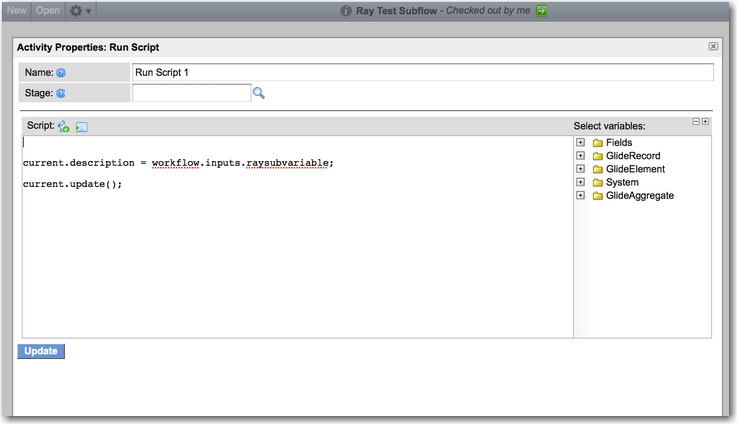 New Open Ray Test Subflow - Checked out by me
Activity Properties: Run Script
Name: Run Script 1
Stage:
Script: Select variables:
current.description = workflow.inputs.raysubvariable;
current.update();
Fields
GlideRecord
GlideElement
System
GlideAggregate
Update